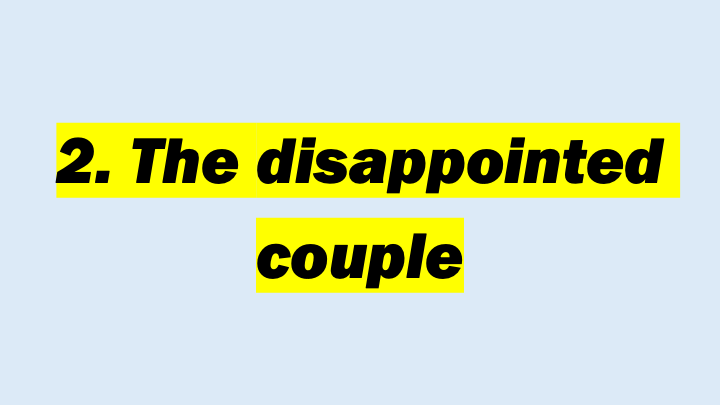 2. The disappointed
couple